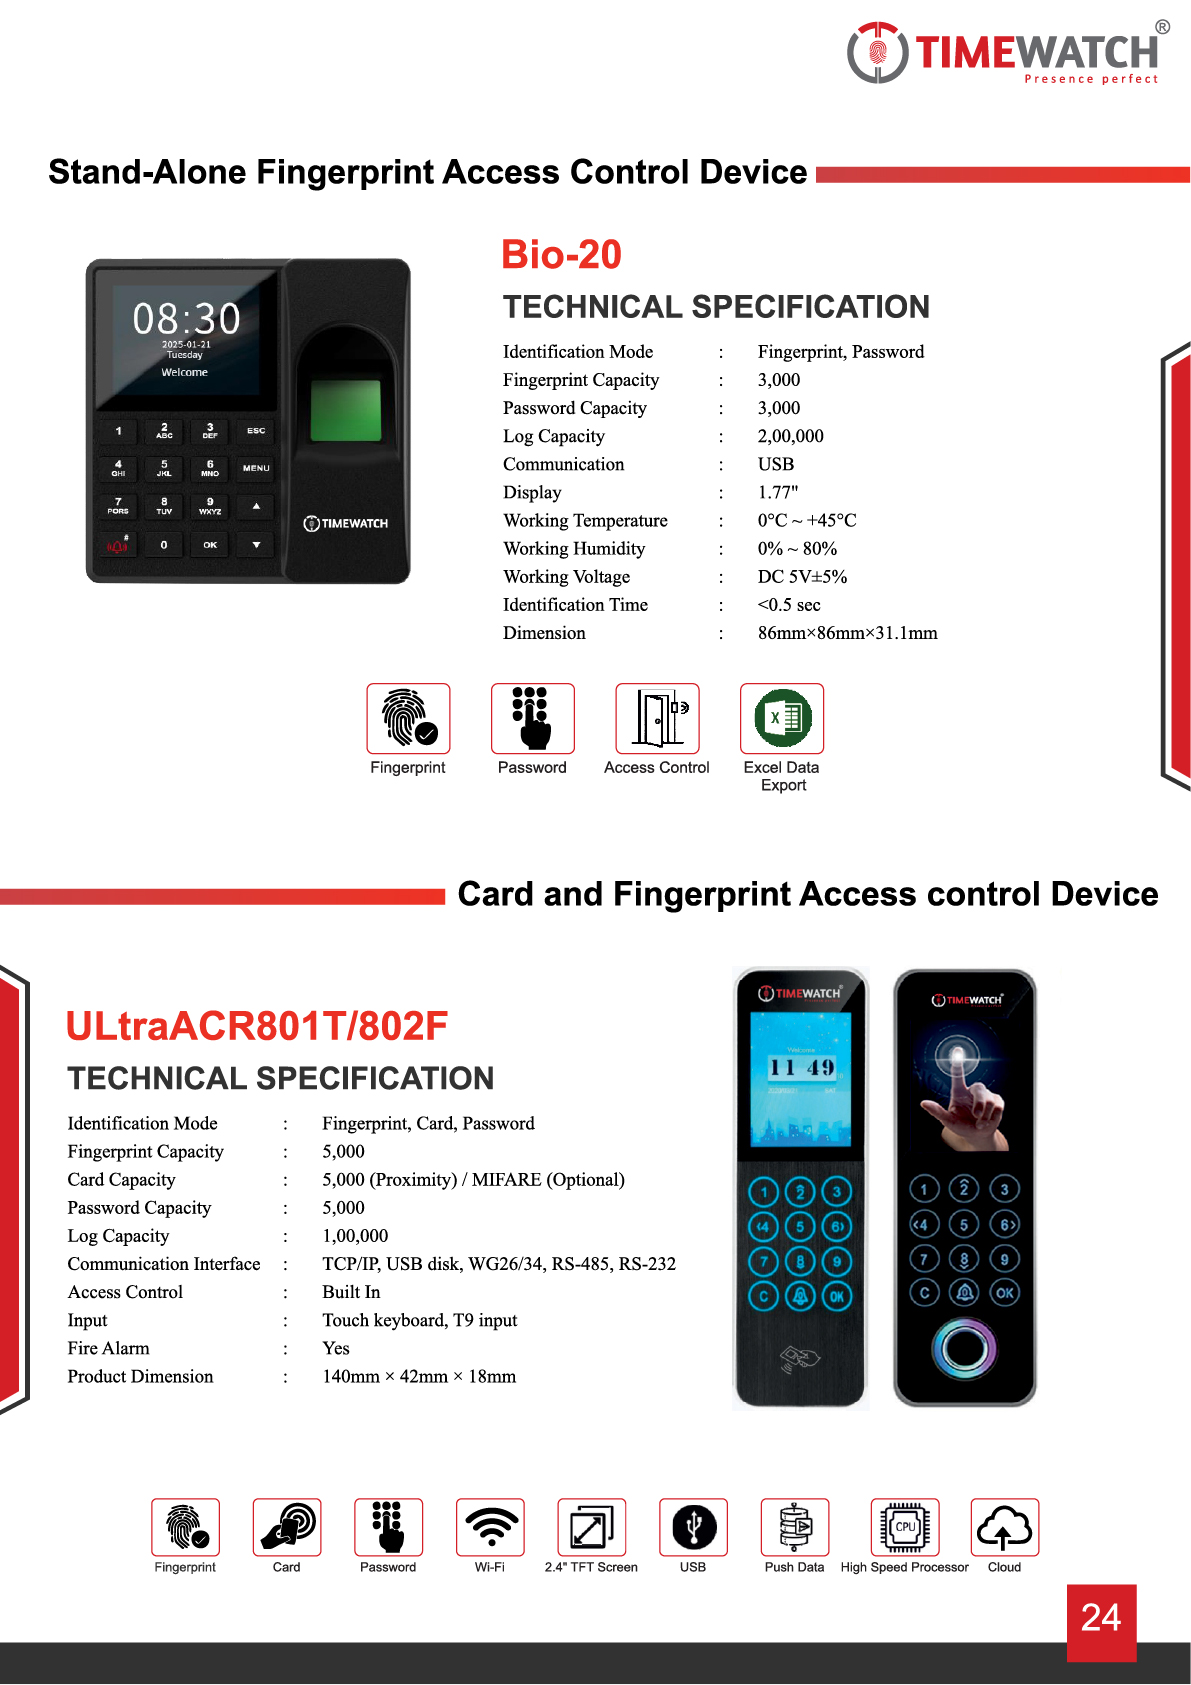 TIMEWATCH®
Presence perfect
Stand-Alone Fingerprint Access Control Device
Bio-20
TECHNICAL SPECIFICATION
Identification Mode : Fingerprint, Password
Fingerprint Capacity : 3,000
Password Capacity : 3,000
Log Capacity : 2,00,000
Communication : USB
Display : 1.77"
Working Temperature : 0°C ~ +45°C
Working Humidity : 0% ~ 80%
Working Voltage : DC 5V±5%
Identification Time : <0.5 sec
Dimension : 86mm×86mm×31.1mm
08:30
2025-01-21
Tuesday
Welcome
1 2 ABC 3 DEF ESC
4 GHI 5 JKL 6 MNO MENU
7 PQRS 8 TUV 9 WXYZ ▲
# 0 OK ▼
TIMEWATCH
Fingerprint Password Access Control Excel Data Export
Card and Fingerprint Access control Device
ULtraACR801T/802F
TECHNICAL SPECIFICATION
Identification Mode : Fingerprint, Card, Password
Fingerprint Capacity : 5,000
Card Capacity : 5,000 (Proximity) / MIFARE (Optional)
Password Capacity : 5,000
Log Capacity : 1,00,000
Communication Interface : TCP/IP, USB disk, WG26/34, RS-485, RS-232
Access Control : Built In
Input : Touch keyboard, T9 input
Fire Alarm : Yes
Product Dimension : 140mm × 42mm × 18mm
TIMEWATCH
Welcome
11 49
SAT
1 2 3
<4 5 6>
7 8 9
C OK
TIMEWATCH
1 2 3
<4 5 6>
7 8 9
C OK
Fingerprint Card Password Wi-Fi 2.4" TFT Screen USB Push Data CPU High Speed Processor Cloud
24